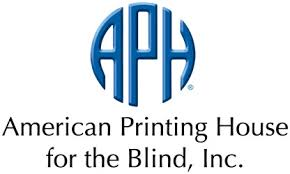 APH®
American Printing House
for the Blind, Inc.